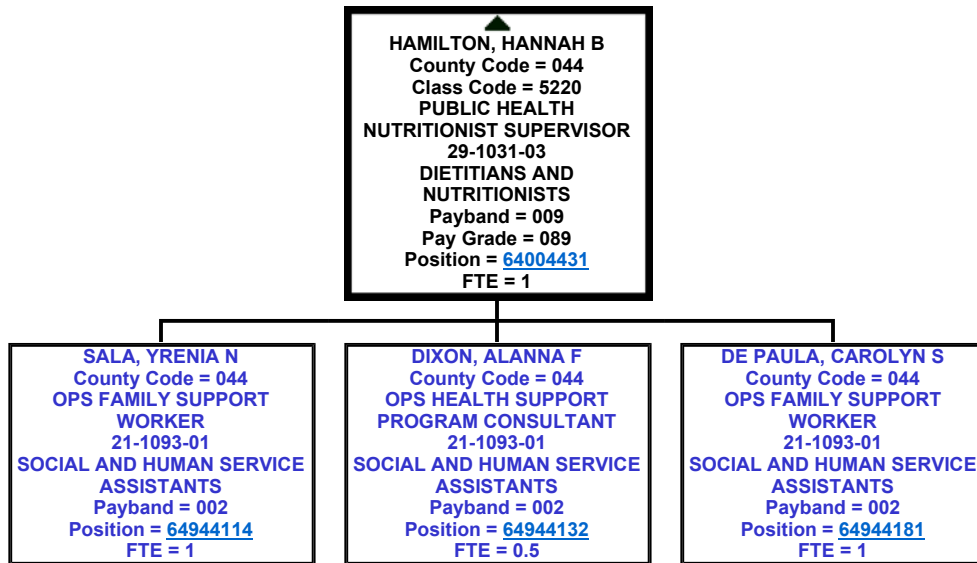 HAMILTON, HANNAH B
County Code = 044
Class Code = 5220
PUBLIC HEALTH
NUTRITIONIST SUPERVISOR
29-1031-03
DIETITIANS AND
NUTRITIONISTS
Payband = 009
Pay Grade = 089
Position = 64004431
FTE = 1
SALA, YRENIA N
County Code = 044
OPS FAMILY SUPPORT
WORKER
21-1093-01
SOCIAL AND HUMAN SERVICE
ASSISTANTS
Payband = 002
Position = 64944114
FTE = 1
DIXON, ALANNA F
County Code = 044
OPS HEALTH SUPPORT
PROGRAM CONSULTANT
21-1093-01
SOCIAL AND HUMAN SERVICE
ASSISTANTS
Payband = 002
Position = 64944132
FTE = 0.5
DE PAULA, CAROLYN S
County Code = 044
OPS FAMILY SUPPORT
WORKER
21-1093-01
SOCIAL AND HUMAN SERVICE
ASSISTANTS
Payband = 002
Position = 64944181
FTE = 1